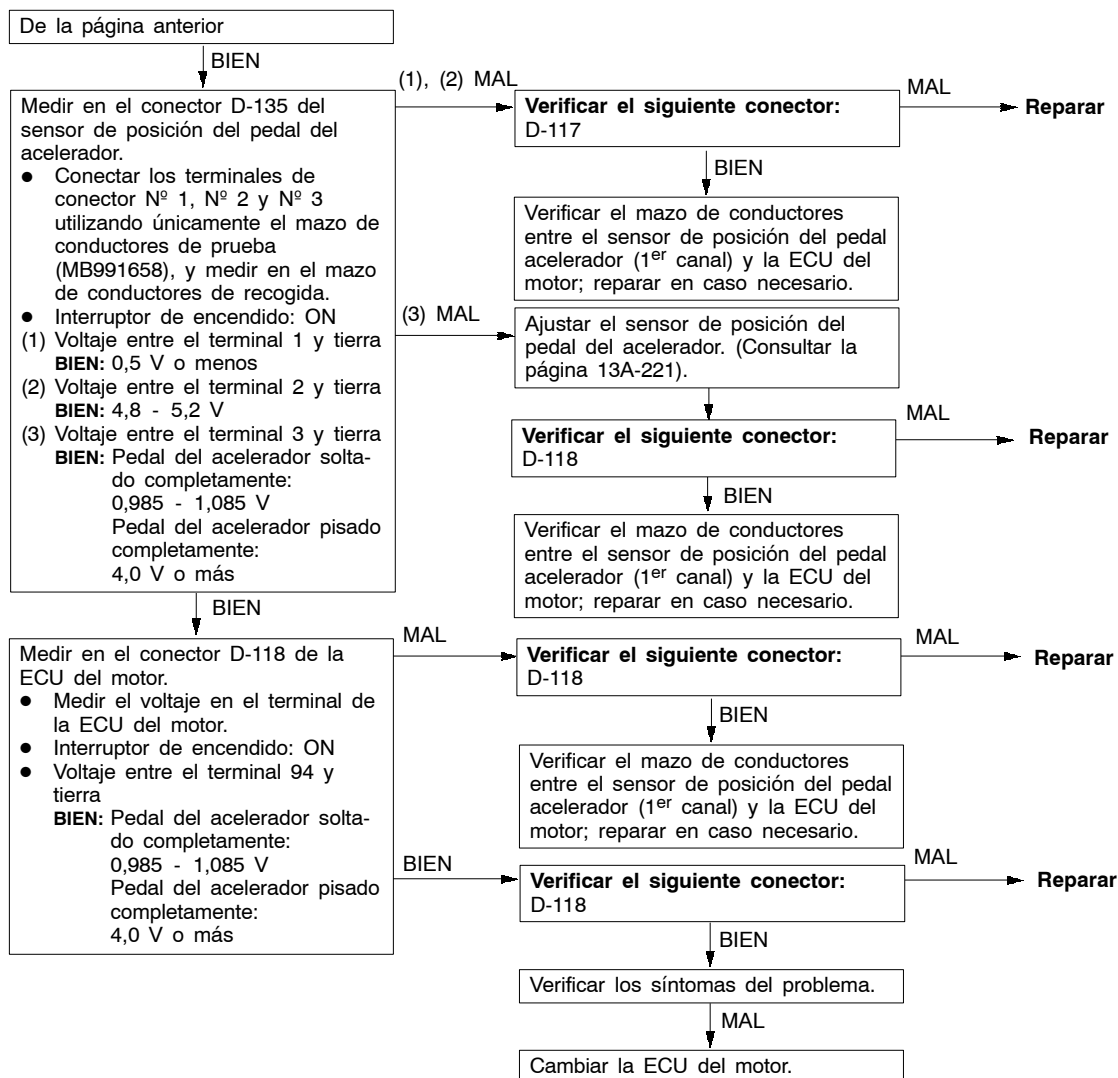 De la página anterior
BIEN
Medir en el conector D-135 del
sensor de posición del pedal del
acelerador.
● Conectar los terminales de
conector Nº 1, Nº 2 y Nº 3
utilizando únicamente el mazo de
conductores de prueba
(MB991658), y medir en el mazo
de conductores de recogida.
● Interruptor de encendido: ON
(1) Voltaje entre el terminal 1 y tierra
BIEN: 0,5 V o menos
(2) Voltaje entre el terminal 2 y tierra
BIEN: 4,8 - 5,2 V
(3) Voltaje entre el terminal 3 y tierra
BIEN: Pedal del acelerador solta-
do completamente:
0,985 - 1,085 V
Pedal del acelerador pisado
completamente:
4,0 V o más
(1), (2) MAL
Verificar el siguiente conector:
D-117
MAL
Reparar
BIEN
Verificar el mazo de conductores
entre el sensor de posición del pedal
acelerador (1er canal) y la ECU del
motor; reparar en caso necesario.
(3) MAL
Ajustar el sensor de posición del
pedal del acelerador. (Consultar la
página 13A-221).
Verificar el siguiente conector:
D-118
MAL
Reparar
BIEN
Verificar el mazo de conductores
entre el sensor de posición del pedal
acelerador (1er canal) y la ECU del
motor; reparar en caso necesario.
BIEN
Medir en el conector D-118 de la
ECU del motor.
● Medir el voltaje en el terminal de
la ECU del motor.
● Interruptor de encendido: ON
● Voltaje entre el terminal 94 y
tierra
BIEN: Pedal del acelerador solta-
do completamente:
0,985 - 1,085 V
Pedal del acelerador pisado
completamente:
4,0 V o más
MAL
Verificar el siguiente conector:
D-118
MAL
Reparar
BIEN
Verificar el mazo de conductores
entre el sensor de posición del pedal
acelerador (1er canal) y la ECU del
motor; reparar en caso necesario.
BIEN
Verificar el siguiente conector:
D-118
MAL
Reparar
BIEN
Verificar los síntomas del problema.
MAL
Cambiar la ECU del motor.